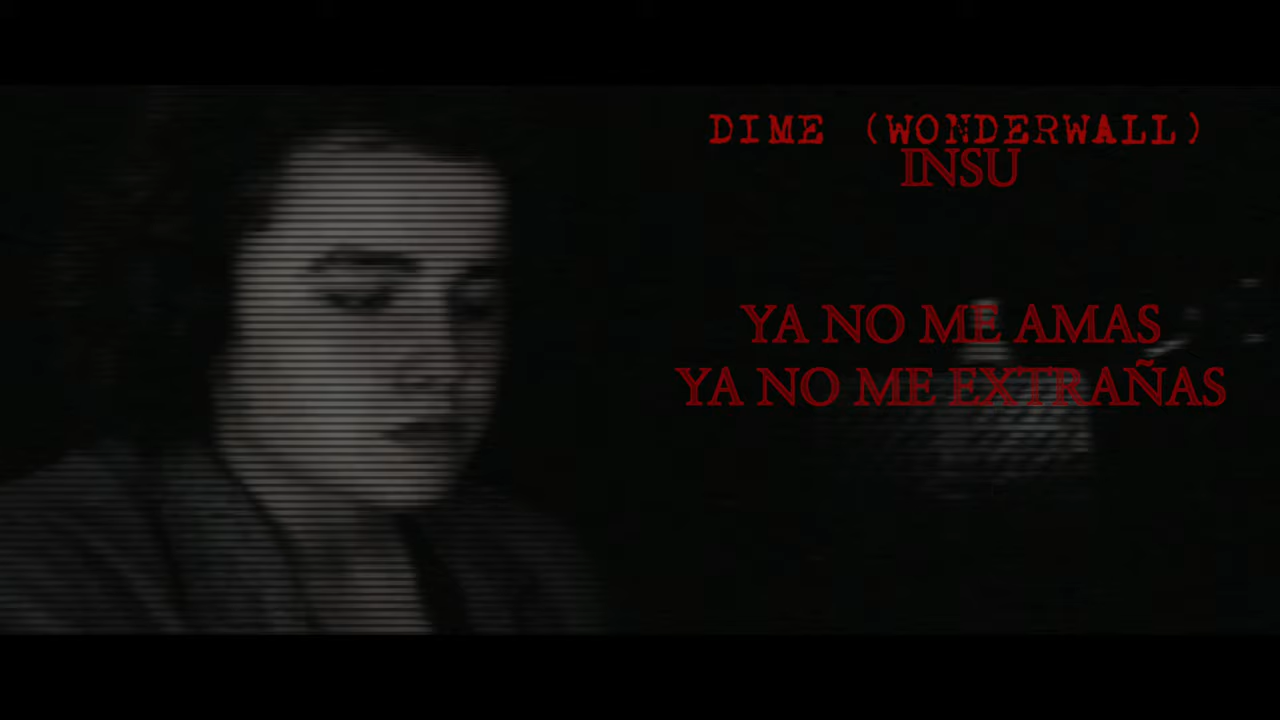 DIME (WONDERWALL)
INSU
YA NO ME AMAS
YA NO ME EXTRAÑAS